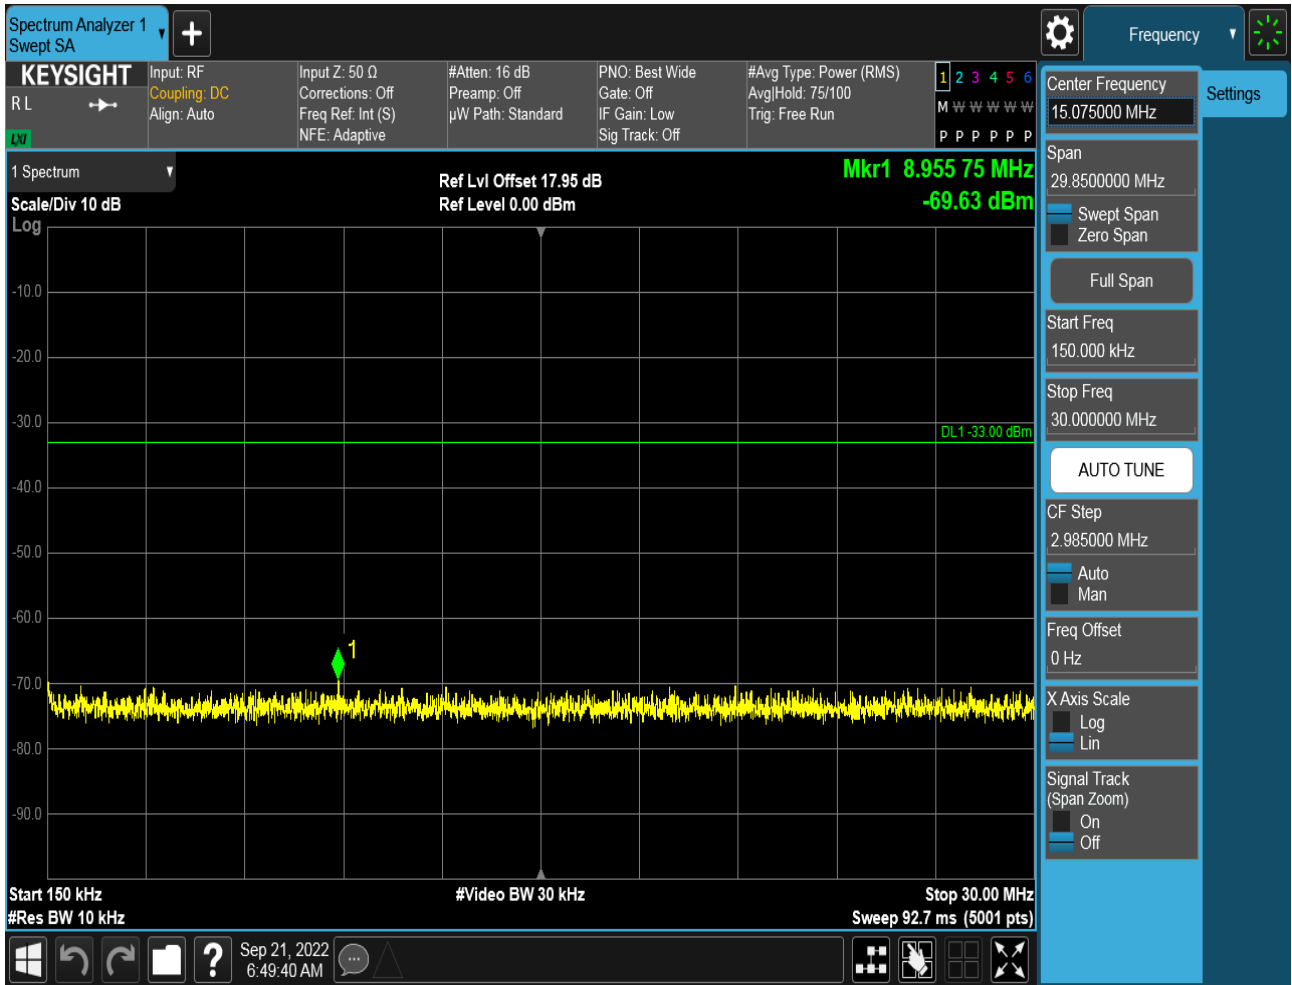 Spectrum Analyzer 1
Swept SA
Frequency
KEYSIGHT
R L
LXI
Input: RF
Coupling: DC
Align: Auto
Input Z: 50 Ω
Corrections: Off
Freq Ref: Int (S)
NFE: Adaptive
#Atten: 16 dB
Preamp: Off
µW Path: Standard
PNO: Best Wide
Gate: Off
IF Gain: Low
Sig Track: Off
#Avg Type: Power (RMS)
Avg|Hold: 75/100
Trig: Free Run
1 2 3 4 5 6
M W W W W W
P P P P P P
1 Spectrum
Scale/Div 10 dB
Log
Ref Lvl Offset 17.95 dB
Ref Level 0.00 dBm
Mkr1 8.955 75 MHz
-69.63 dBm
-10.0
-20.0
-30.0
DL1 -33.00 dBm
-40.0
-50.0
-60.0
1
-70.0
-80.0
-90.0
Start 150 kHz
#Res BW 10 kHz
#Video BW 30 kHz
Stop 30.00 MHz
Sweep 92.7 ms (5001 pts)
Sep 21, 2022
6:49:40 AM
Center Frequency
15.075000 MHz
Settings
Span
29.8500000 MHz
Swept Span
Zero Span
Full Span
Start Freq
150.000 kHz
Stop Freq
30.000000 MHz
AUTO TUNE
CF Step
2.985000 MHz
Auto
Man
Freq Offset
0 Hz
X Axis Scale
Log
Lin
Signal Track
(Span Zoom)
On
Off